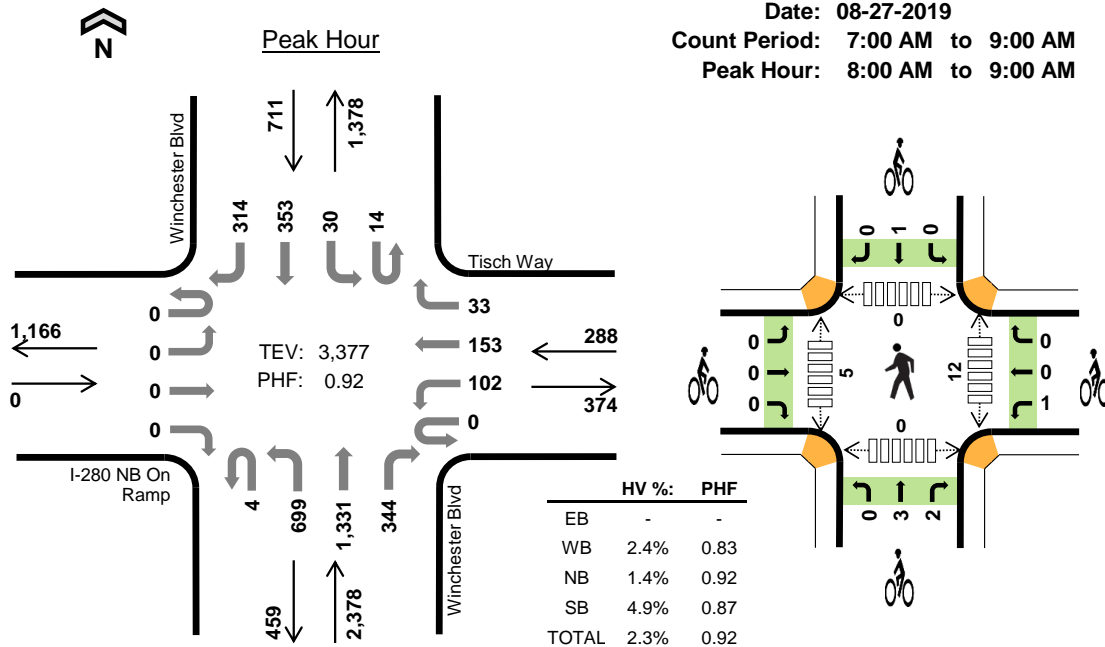 N
Peak Hour
Date: 08-27-2019
Count Period: 7:00 AM to 9:00 AM
Peak Hour: 8:00 AM to 9:00 AM
Winchester Blvd
711
1,378
314
353
30
14
Tisch Way
0
0
0
0
1,166
0
TEV: 3,377
PHF: 0.92
33
153
102
0
288
374
I-280 NB On
Ramp
4
699
1,331
344
Winchester Blvd
459
2,378
HV %: PHF
EB - -
WB 2.4% 0.83
NB 1.4% 0.92
SB 4.9% 0.87
TOTAL 2.3% 0.92
0 1 0
0
0
0
0
0
5
12
0
0
0
1
0 3 2